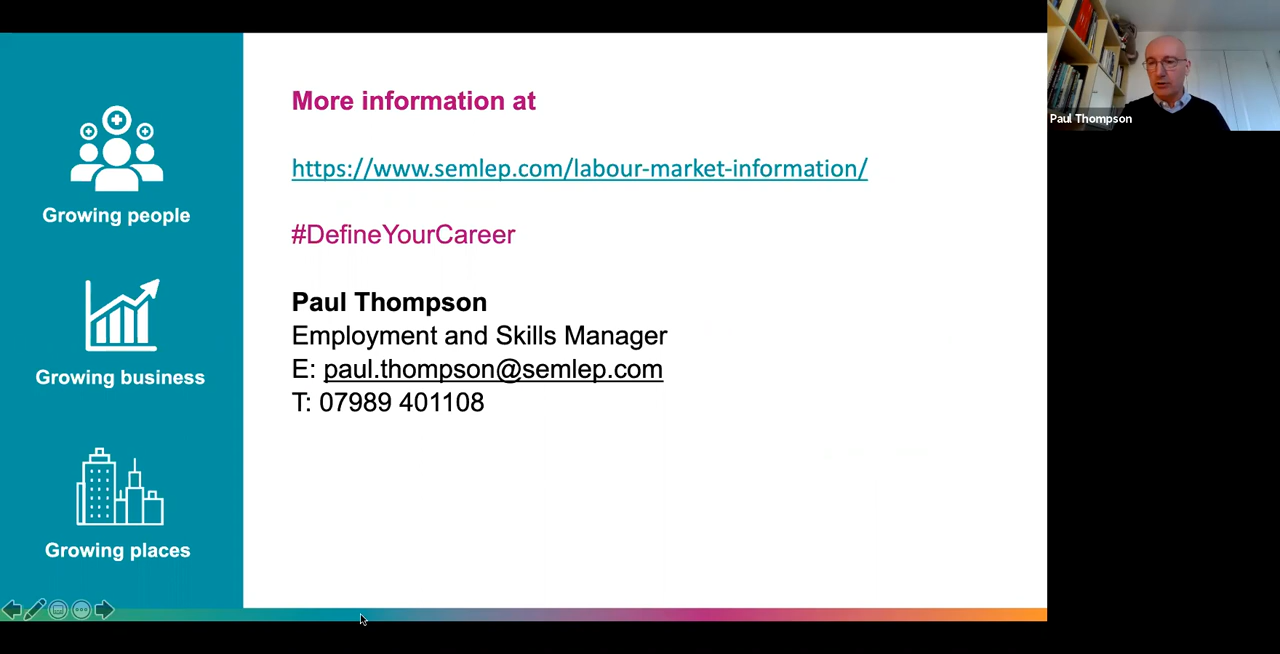 More information at
https://www.semlep.com/labour-market-information/
#DefineYourCareer
Paul Thompson
Employment and Skills Manager
E: paul.thompson@semlep.com
T: 07989 401108
Growing people
Growing business
Growing places
Paul Thompson